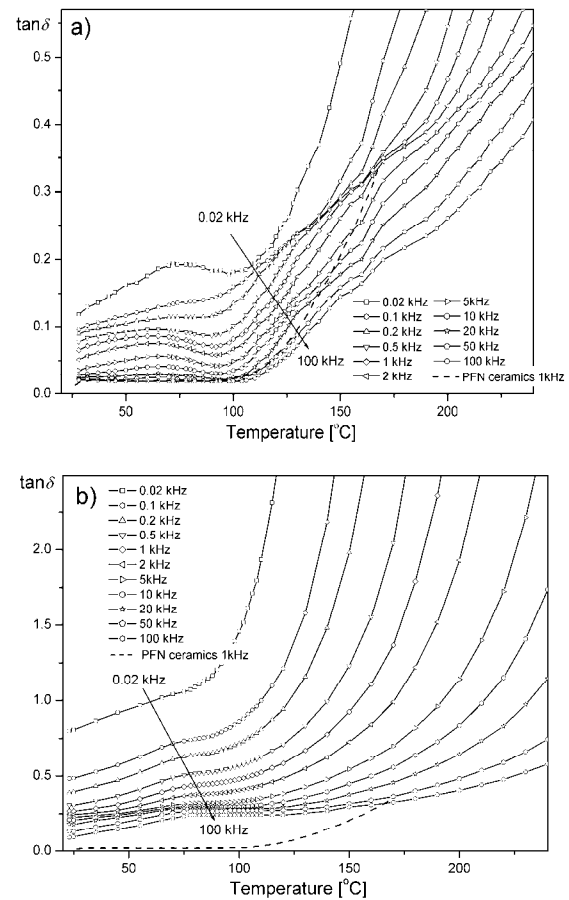 tanδ
a)
0.5
0.4
0.3
0.2
0.1
0.0
0.02 kHz
100 kHz
0.02 kHz
0.1 kHz
0.2 kHz
0.5 kHz
1 kHz
2 kHz
5kHz
10 kHz
20 kHz
50 kHz
100 kHz
PFN ceramics 1kHz
50 100 150 200
Temperature [°C]
tanδ
b)
2.0
1.5
1.0
0.5
0.0
0.02 kHz
0.1 kHz
0.2 kHz
0.5 kHz
1 kHz
2 kHz
5kHz
10 kHz
20 kHz
50 kHz
100 kHz
PFN ceramics 1kHz
0.02 kHz
100 kHz
50 100 150 200
Temperature [°C]